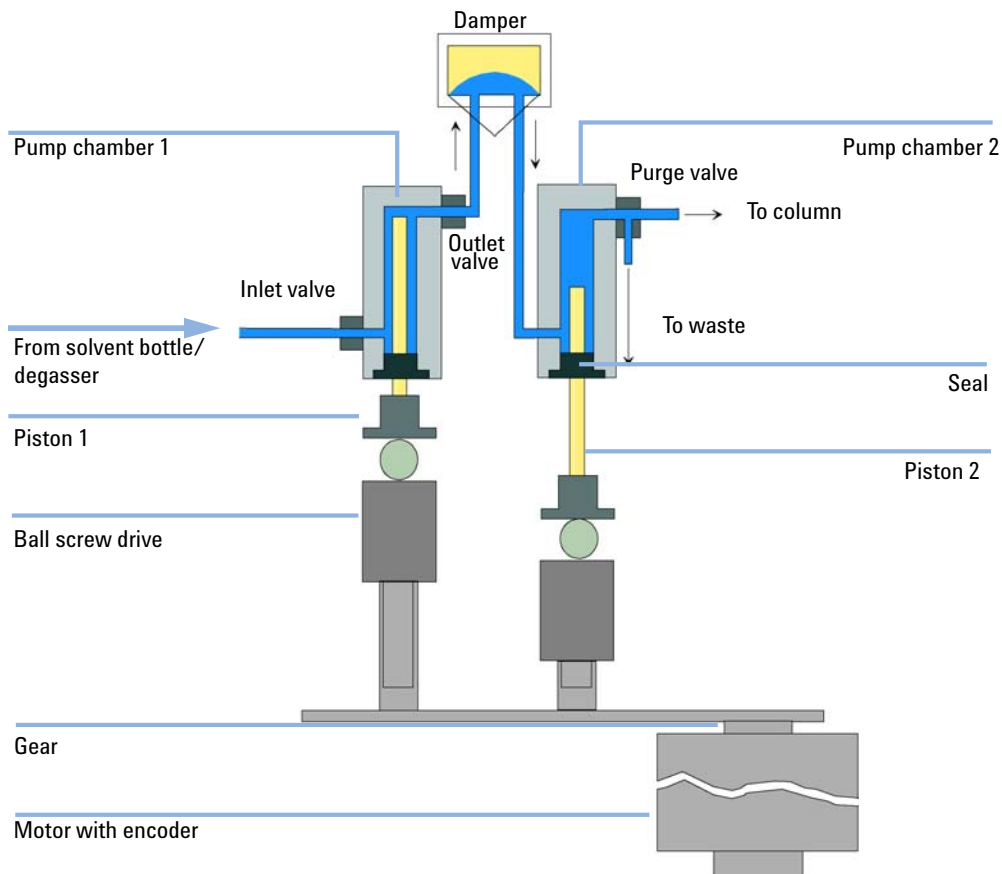 Damper
Pump chamber 1
Pump chamber 2
Purge valve
To column
Outlet
valve
Inlet valve
To waste
From solvent bottle/
degasser
Seal
Piston 1
Piston 2
Ball screw drive
Gear
Motor with encoder